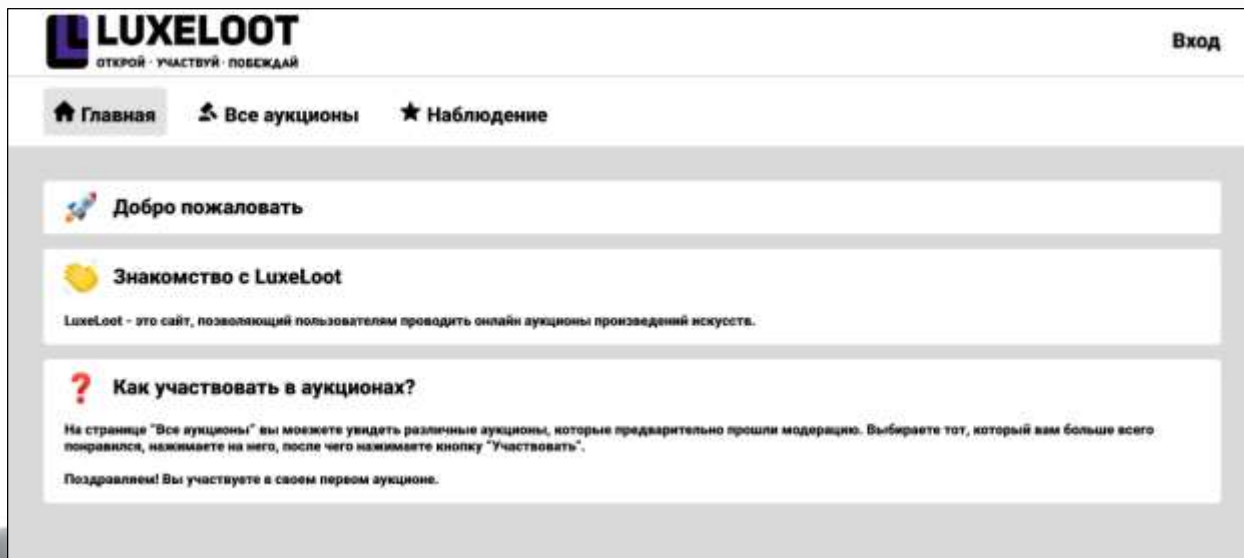 LUXELOOT
ОТКРОЙ · УЧАСТВУЙ · ПОБЕЖДАЙ
Вход
Главная
Все аукционы
Наблюдение
Добро пожаловать
Знакомство с LuxeLoot
LuxeLoot - это сайт, позволяющий пользователям проводить онлайн аукционы произведений искусств.
Как участвовать в аукционах?
На странице "Все аукционы" вы моежете увидеть различные аукционы, которые предварительно прошли модерацию. Выбираете тот, который вам больше всего
понравился, нажимаете на него, после чего нажимаете кнопку "Участвовать".
Поздравляем! Вы участвуете в своем первом аукционе.